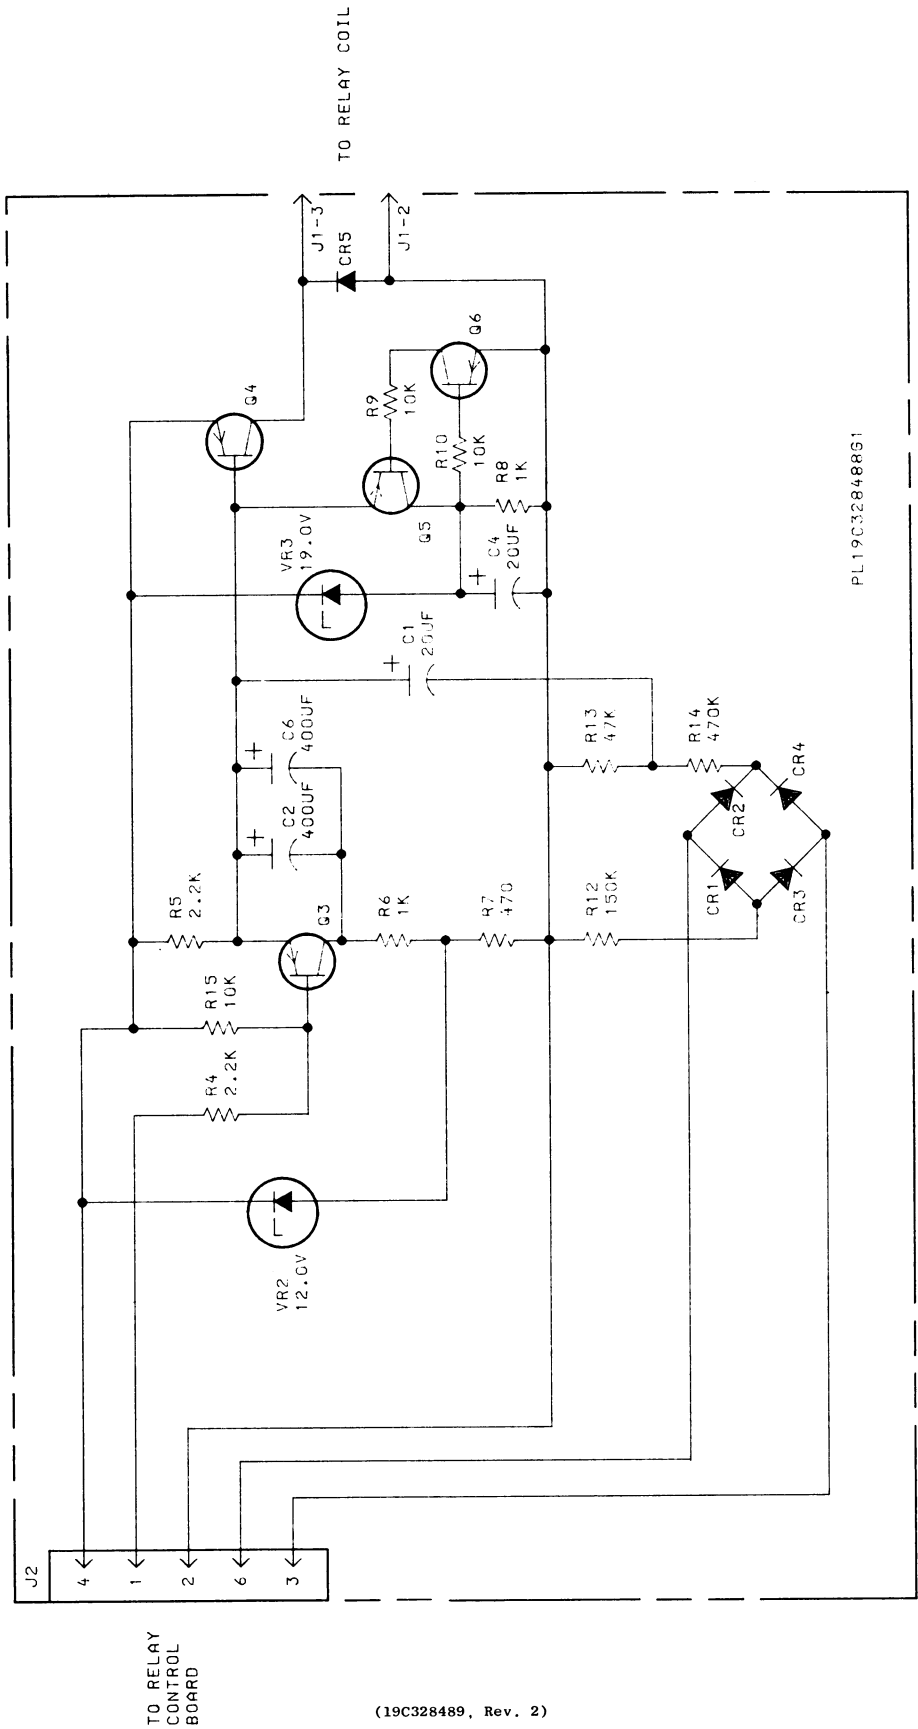 TO RELAY COIL
J1-3
CR5
J1-2
Q4
R9
10K
Q6
R10
10K
R8
1K
Q5
VR3
19.0V
C4
20UF
+
C1
20UF
+
C6
400UF
+
C2
400UF
+
R13
47K
R14
470K
CR4
CR2
CR1
CR3
R5
2.2K
Q3
R6
1K
R7
470
R12
150K
R15
10K
R4
2.2K
VR2
12.0V
J2
4
1
2
6
3
TO RELAY
CONTROL
BOARD
PL19C328488G1
(19C328489, Rev. 2)